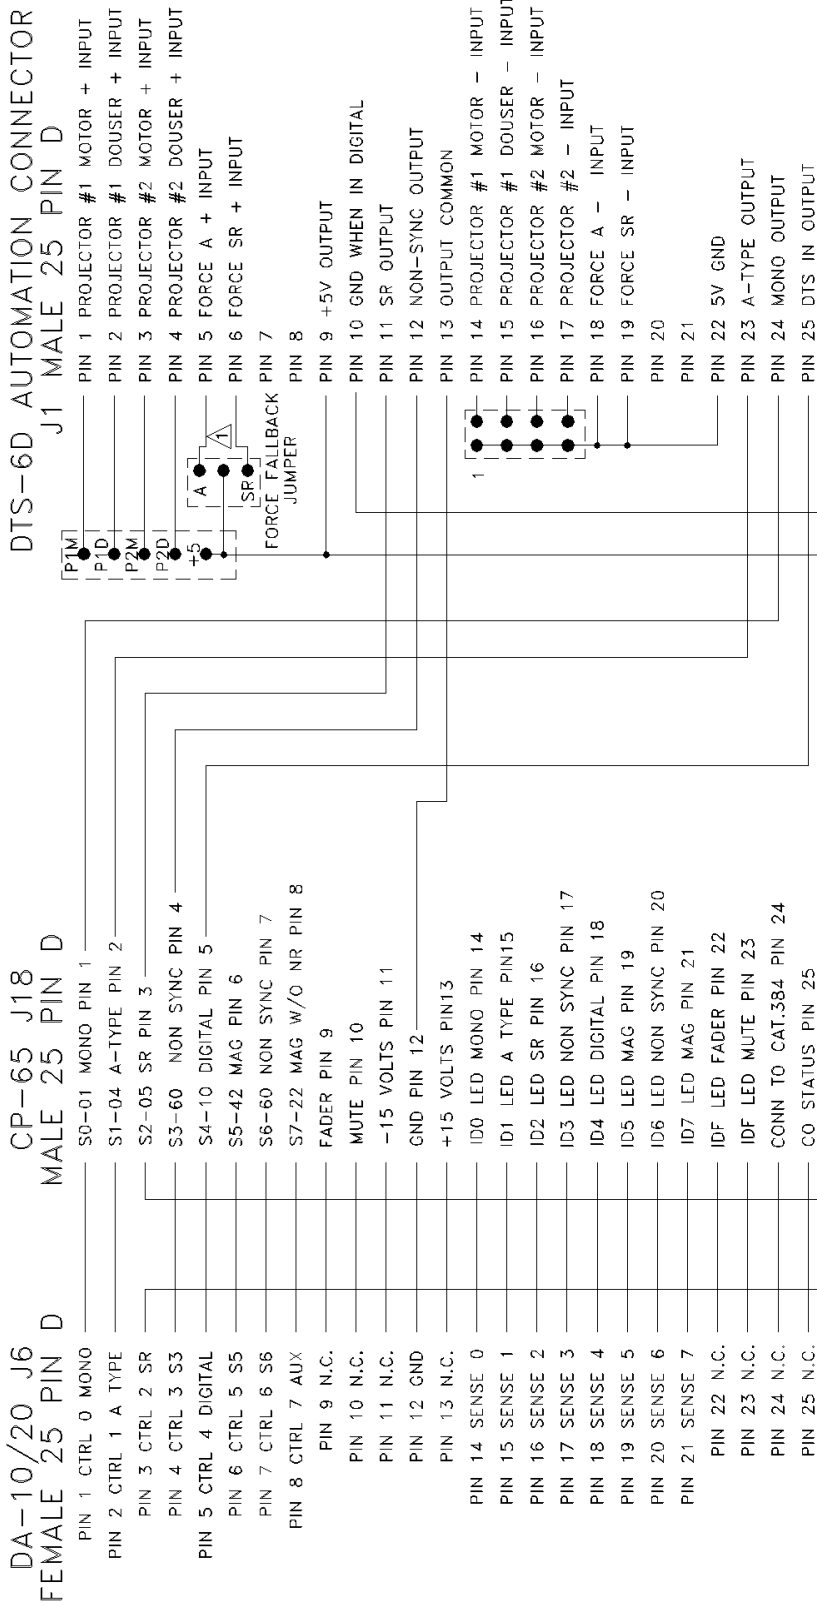 DA-10/20 J6
FEMALE 25 PIN D
PIN 1 CTRL 0 MONO
PIN 2 CTRL 1 A TYPE
PIN 3 CTRL 2 SR
PIN 4 CTRL 3 S3
PIN 5 CTRL 4 DIGITAL
PIN 6 CTRL 5 S5
PIN 7 CTRL 6 S6
PIN 8 CTRL 7 AUX
PIN 9 N.C.
PIN 10 N.C.
PIN 11 N.C.
PIN 12 GND
PIN 13 N.C.
PIN 14 SENSE 0
PIN 15 SENSE 1
PIN 16 SENSE 2
PIN 17 SENSE 3
PIN 18 SENSE 4
PIN 19 SENSE 5
PIN 20 SENSE 6
PIN 21 SENSE 7
PIN 22 N.C.
PIN 23 N.C.
PIN 24 N.C.
PIN 25 N.C.
CP-65 J18
MALE 25 PIN D
S0-01 MONO PIN 1
S1-04 A-TYPE PIN 2
S2-05 SR PIN 3
S3-60 NON SYNC PIN 4
S4-10 DIGITAL PIN 5
S5-42 MAG PIN 6
S6-60 NON SYNC PIN 7
S7-22 MAG W/O NR PIN 8
FADER PIN 9
MUTE PIN 10
-15 VOLTS PIN 11
GND PIN 12
+15 VOLTS PIN13
ID0 LED MONO PIN 14
ID1 LED A TYPE PIN15
ID2 LED SR PIN 16
ID3 LED NON SYNC PIN 17
ID4 LED DIGITAL PIN 18
ID5 LED MAG PIN 19
ID6 LED NON SYNC PIN 20
ID7 LED MAG PIN 21
IDF LED FADER PIN 22
IDF LED MUTE PIN 23
CONN TO CAT.384 PIN 24
CO STATUS PIN 25
DTS-6D AUTOMATION CONNECTOR
J1 MALE 25 PIN D
P1M
P1D
P2M
P2D
+5
A
SR
1
FORCE FALLBACK
JUMPER
1
PIN 1 PROJECTOR #1 MOTOR + INPUT
PIN 2 PROJECTOR #1 DOUSER + INPUT
PIN 3 PROJECTOR #2 MOTOR + INPUT
PIN 4 PROJECTOR #2 DOUSER + INPUT
PIN 5 FORCE A + INPUT
PIN 6 FORCE SR + INPUT
PIN 7
PIN 8
PIN 9 +5V OUTPUT
PIN 10 GND WHEN IN DIGITAL
PIN 11 SR OUTPUT
PIN 12 NON-SYNC OUTPUT
PIN 13 OUTPUT COMMON
PIN 14 PROJECTOR #1 MOTOR - INPUT
PIN 15 PROJECTOR #1 DOUSER - INPUT
PIN 16 PROJECTOR #2 MOTOR - INPUT
PIN 17 PROJECTOR #2 - INPUT
PIN 18 FORCE A - INPUT
PIN 19 FORCE SR - INPUT
PIN 20
PIN 21
PIN 22 5V GND
PIN 23 A-TYPE OUTPUT
PIN 24 MONO OUTPUT
PIN 25 DTS IN OUTPUT